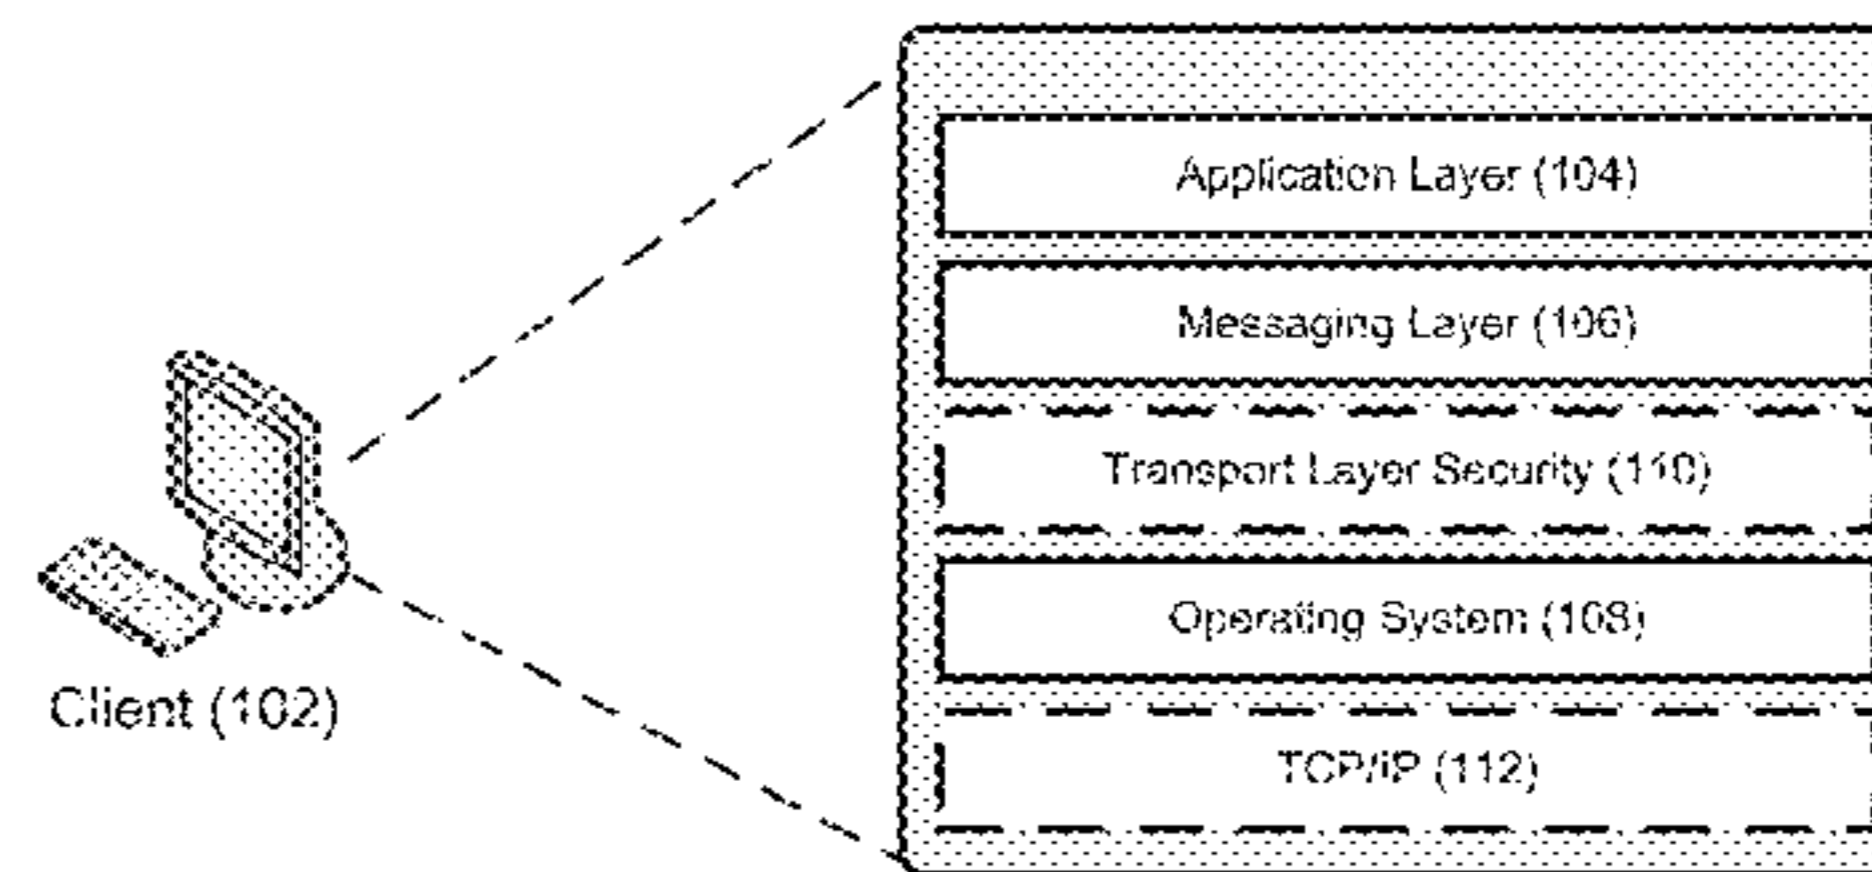 Application Layer (104)
Messaging Layer (106)
Transport Layer Security (110)
Operating System (108)
TCP/IP (112)
Client (102)